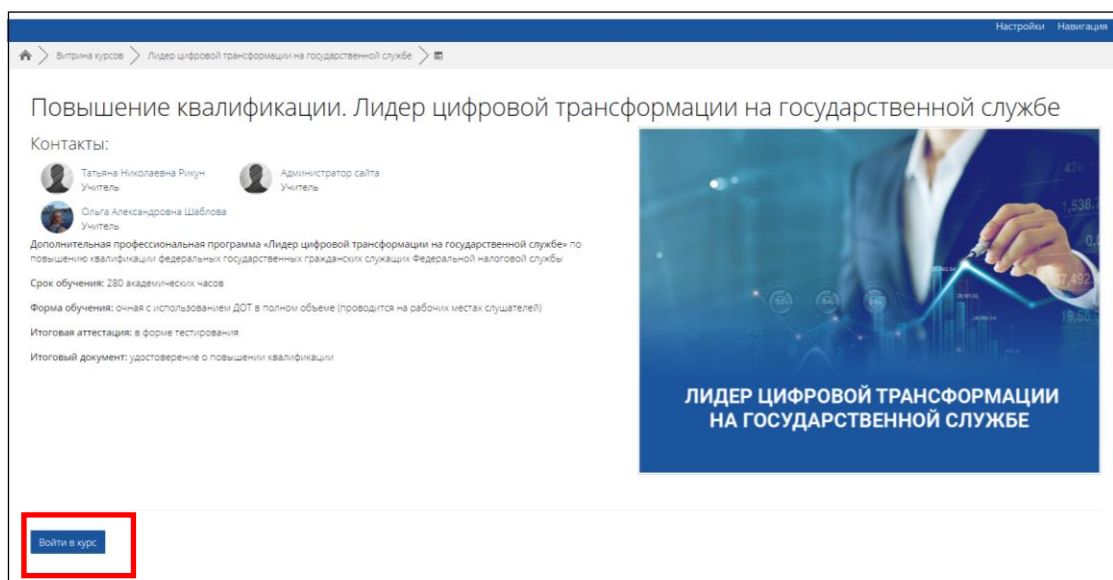 Настройки Навигация
Витрина курсов Лидер цифровой трансформации на государственной службе
Повышение квалификации. Лидер цифровой трансформации на государственной службе
Контакты:
Татьяна Николаевна Рикун
Учитель
Администратор сайта
Учитель
Ольга Александровна Шаблова
Учитель
Дополнительная профессиональная программа «Лидер цифровой трансформации на государственной службе» по
повышению квалификации федеральных государственных гражданских служащих Федеральной налоговой службы
Срок обучения: 280 академических часов
Форма обучения: очная с использованием ДОТ в полном объеме (проводится на рабочих местах слушателей)
Итоговая аттестация: в форме тестирования
Итоговый документ: удостоверение о повышении квалификации
ЛИДЕР ЦИФРОВОЙ ТРАНСФОРМАЦИИ
НА ГОСУДАРСТВЕННОЙ СЛУЖБЕ
Войти в курс